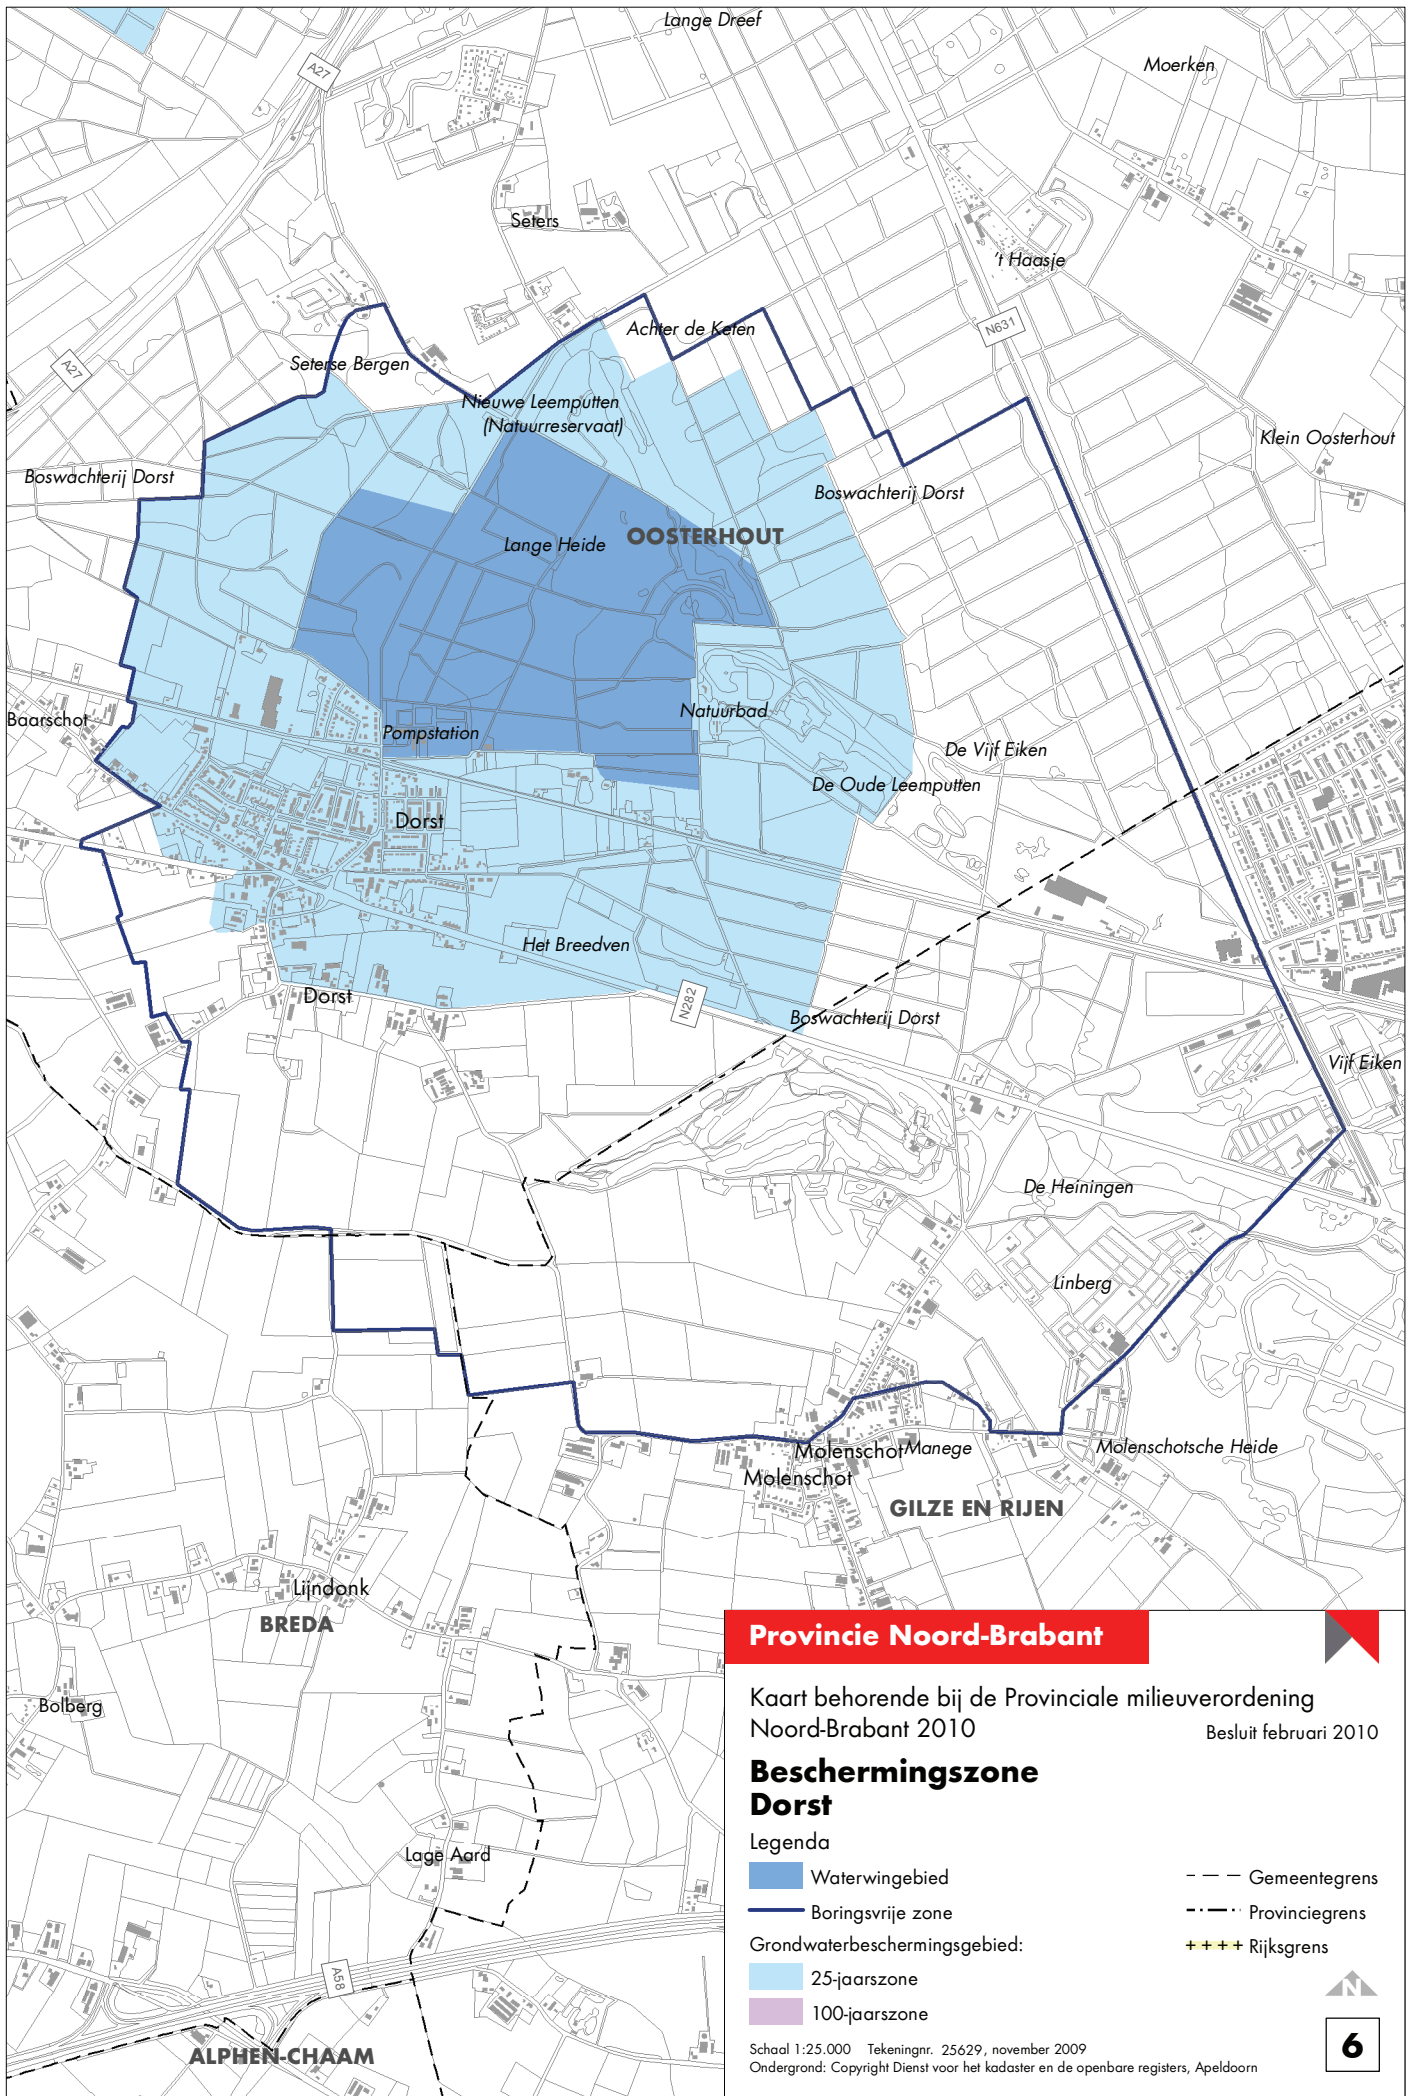 Lange Dreef
Moerken
A27
Seters
't Haasje
N631
Achter de Keten
A27
Seterse Bergen
Nieuwe Leemputten
(Natuurreservaat)
Klein Oosterhout
Boswachterij Dorst
Boswachterij Dorst
OOSTERHOUT
Lange Heide
Baarschot
Natuurbad
Pompstation
De Vijf Eiken
De Oude Leemputten
Dorst
Het Breedven
Dorst
N282
Boswachterij Dorst
Vijf Eiken
De Heiningen
Linberg
Molenschot
Manege
Molenschotsche Heide
Molenschot
GILZE EN RIJEN
Lijndonk
BREDA
Bolberg
Lage Aard
A58
ALPHEN-CHAAM
Provincie Noord-Brabant
Kaart behorende bij de Provinciale milieuverordening
Noord-Brabant 2010
Besluit februari 2010
Beschermingszone
Dorst
Legenda
Waterwingebied
Gemeentegrens
Boringsvrije zone
Provinciegrens
Grondwaterbeschermingsgebied:
++++ Rijksgrens
25-jaarszone
N
100-jaarszone
Schaal 1:25.000 Tekeningnr. 25629, november 2009
Ondergrond: Copyright Dienst voor het kadaster en de openbare registers, Apeldoorn
6